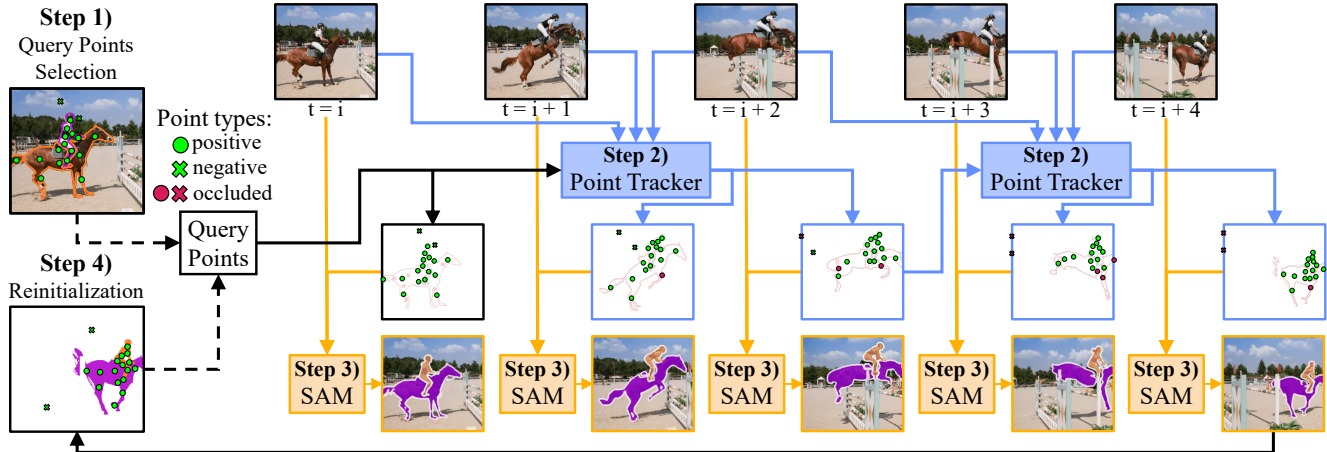 Step 1)
Query Points
Selection
Point types:
positive
negative
occluded
Query
Points
Step 4)
Reinitialization
t = i
t = i + 1
t = i + 2
t = i + 3
t = i + 4
Step 2)
Point Tracker
Step 2)
Point Tracker
Step 3)
SAM
Step 3)
SAM
Step 3)
SAM
Step 3)
SAM
Step 3)
SAM